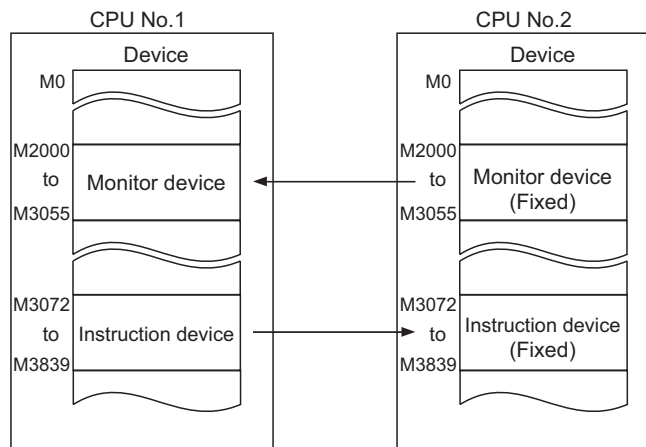 CPU No.1
Device
M0
M2000
to
M3055
Monitor device
M3072
to
M3839
Instruction device
CPU No.2
Device
M0
M2000
to
M3055
Monitor device
(Fixed)
M3072
to
M3839
Instruction device
(Fixed)